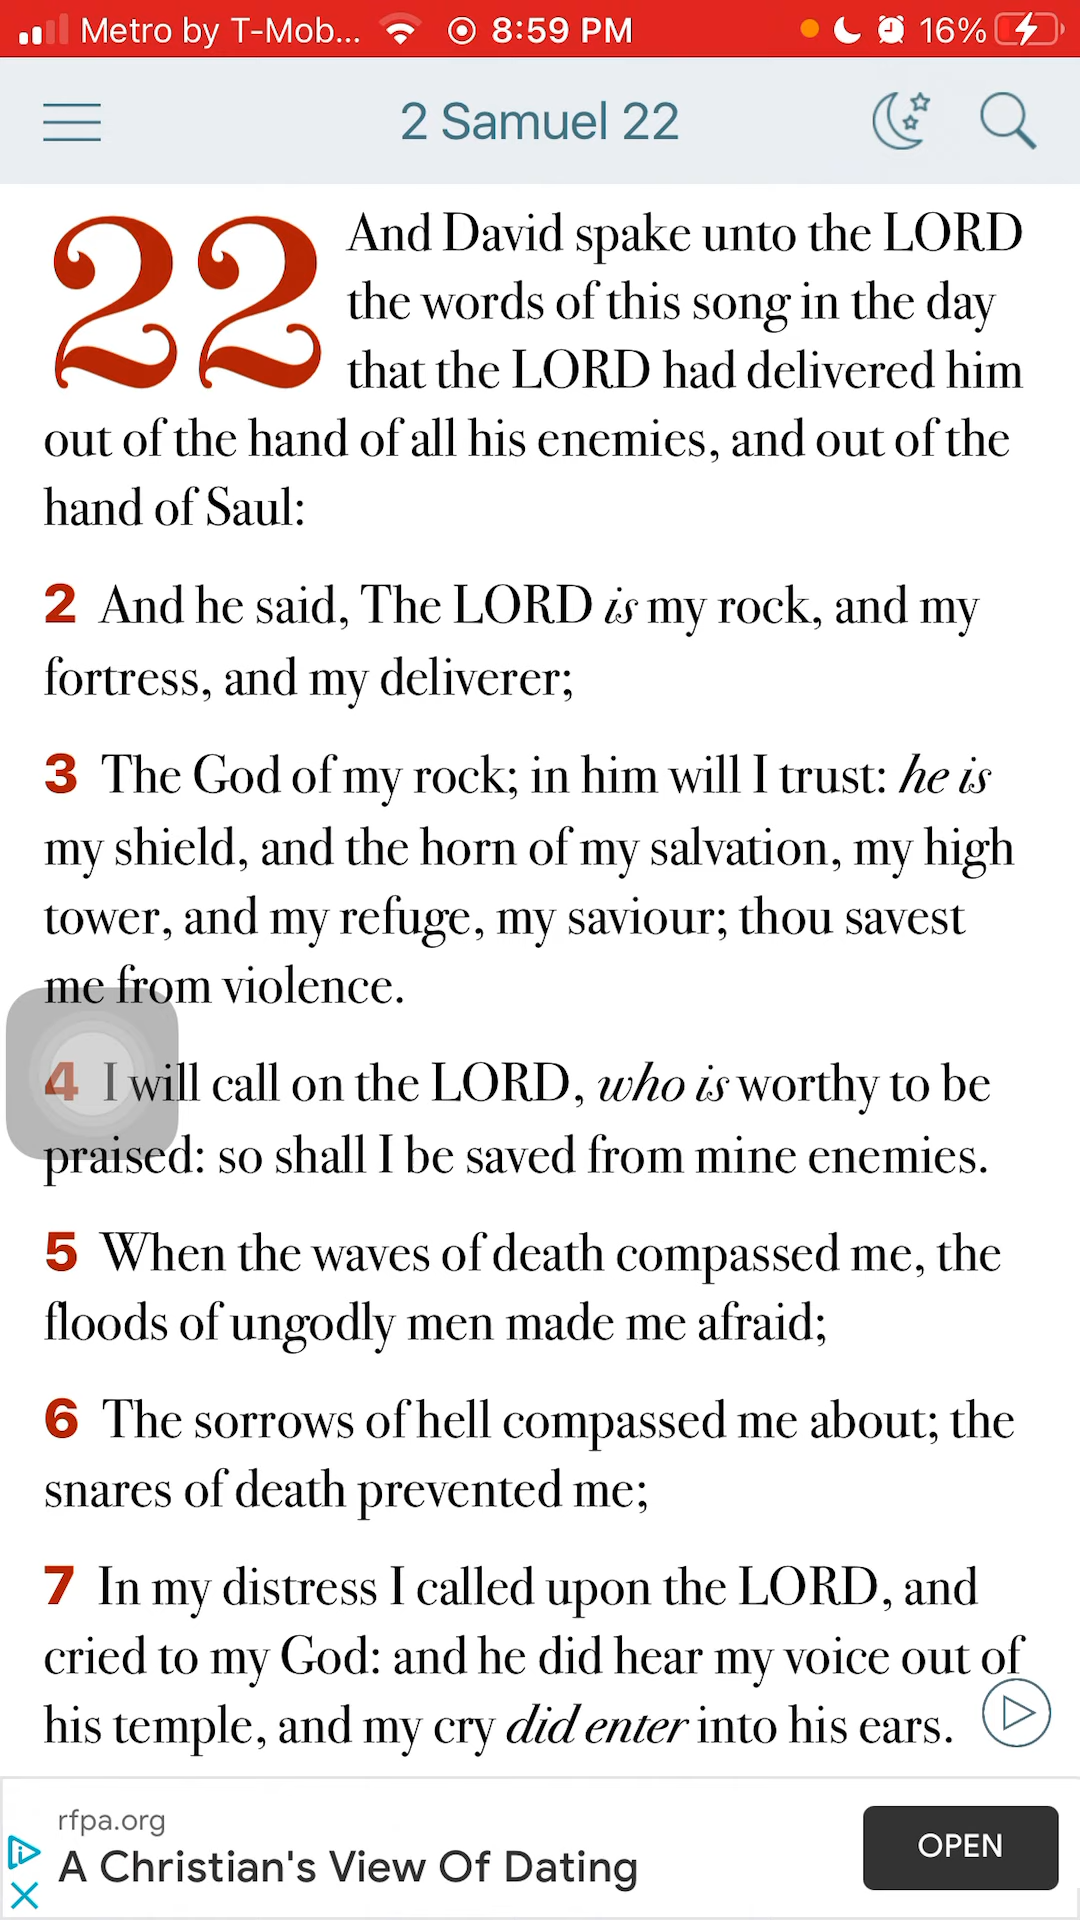 Metro by T-Mob... 8:59 PM 16%
2 Samuel 22
22 And David spake unto the LORD
the words of this song in the day
that the LORD had delivered him
out of the hand of all his enemies, and out of the
hand of Saul:
2 And he said, The LORD is my rock, and my
fortress, and my deliverer;
3 The God of my rock; in him will I trust: he is
my shield, and the horn of my salvation, my high
tower, and my refuge, my saviour; thou savest
me from violence.
4 I will call on the LORD, who is worthy to be
praised: so shall I be saved from mine enemies.
5 When the waves of death compassed me, the
floods of ungodly men made me afraid;
6 The sorrows of hell compassed me about; the
snares of death prevented me;
7 In my distress I called upon the LORD, and
cried to my God: and he did hear my voice out of
his temple, and my cry did enter into his ears.
rfpa.org
A Christian's View Of Dating
OPEN